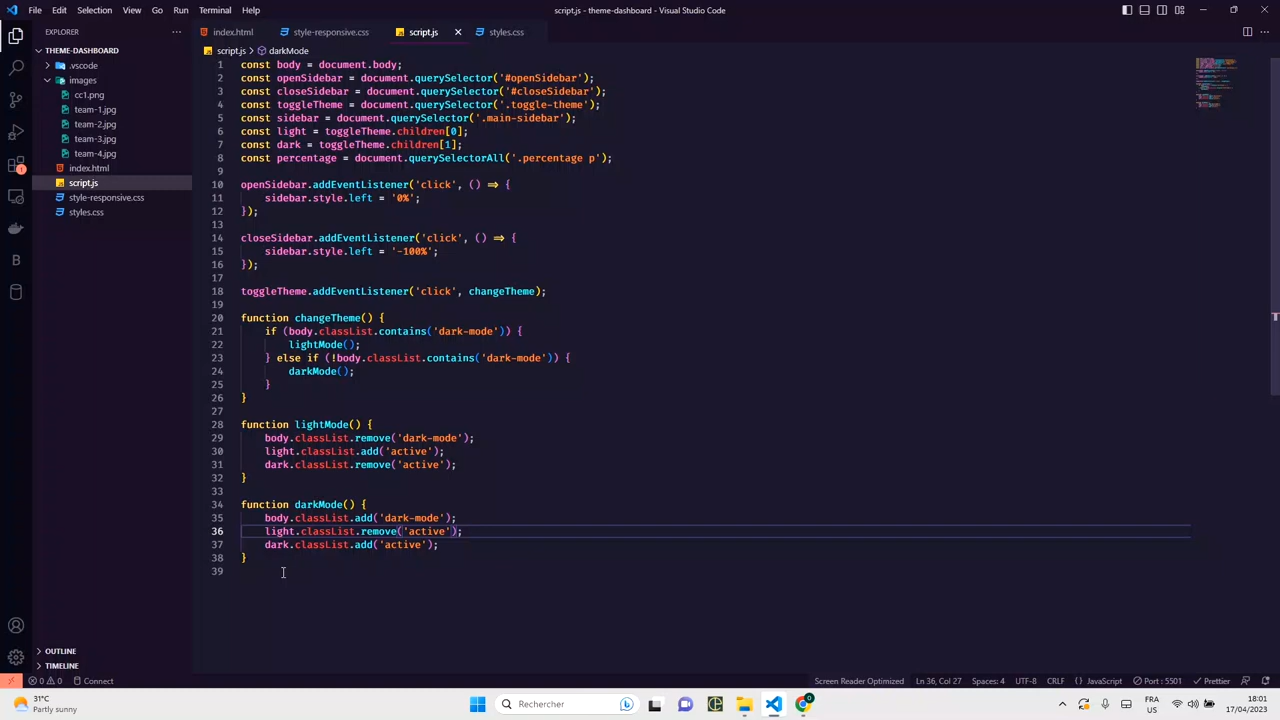 File Edit Selection View Go Run Terminal Help
script.js - theme-dashboard - Visual Studio Code
EXPLORER
THEME-DASHBOARD
.vscode
images
cc1.png
team-1.jpg
team-2.jpg
team-3.jpg
team-4.jpg
index.html
script.js
style-responsive.css
styles.css
OUTLINE
TIMELINE
index.html style-responsive.css script.js styles.css
script.js > darkMode
1 const body = document.body;
2 const openSidebar = document.querySelector('#openSidebar');
3 const closeSidebar = document.querySelector('#closeSidebar');
4 const toggleTheme = document.querySelector('.toggle-theme');
5 const sidebar = document.querySelector('.main-sidebar');
6 const light = toggleTheme.children[0];
7 const dark = toggleTheme.children[1];
8 const percentage = document.querySelectorAll('.percentage p');
9
10 openSidebar.addEventListener('click', () => {
11 sidebar.style.left = '0%';
12 });
13
14 closeSidebar.addEventListener('click', () => {
15 sidebar.style.left = '-100%';
16 });
17
18 toggleTheme.addEventListener('click', changeTheme);
19
20 function changeTheme() {
21 if (body.classList.contains('dark-mode')) {
22 lightMode();
23 } else if (!body.classList.contains('dark-mode')) {
24 darkMode();
25 }
26 }
27
28 function lightMode() {
29 body.classList.remove('dark-mode');
30 light.classList.add('active');
31 dark.classList.remove('active');
32 }
33
34 function darkMode() {
35 body.classList.add('dark-mode');
36 light.classList.remove('active');
37 dark.classList.add('active');
38 }
39
0 0 Connect
Screen Reader Optimized Ln 36, Col 27 Spaces: 4 UTF-8 CRLF {} JavaScript Port : 5501 Prettier
31°C
Partly sunny
Rechercher
FRA
US
18:01
17/04/2023